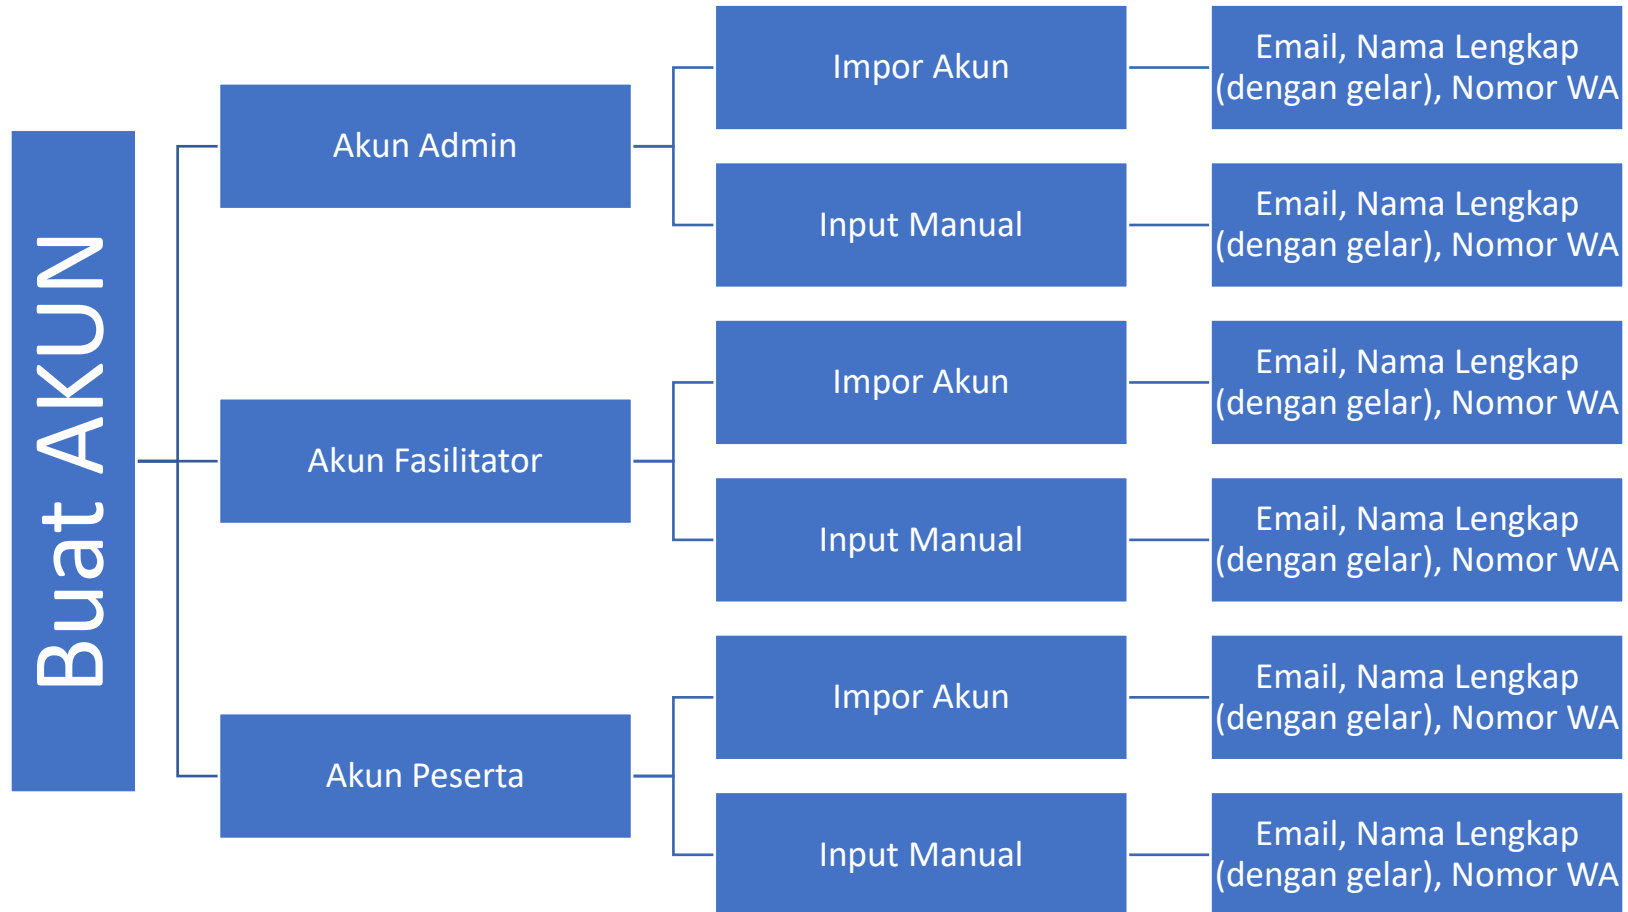 Buat AKUN
Akun Admin
Impor Akun
Email, Nama Lengkap
(dengan gelar), Nomor WA
Input Manual
Email, Nama Lengkap
(dengan gelar), Nomor WA
Akun Fasilitator
Impor Akun
Email, Nama Lengkap
(dengan gelar), Nomor WA
Input Manual
Email, Nama Lengkap
(dengan gelar), Nomor WA
Akun Peserta
Impor Akun
Email, Nama Lengkap
(dengan gelar), Nomor WA
Input Manual
Email, Nama Lengkap
(dengan gelar), Nomor WA